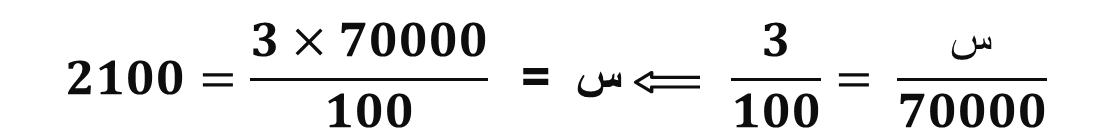 س/70000 = 3/100 ⇐ س = (3 × 70000)/100 = 2100